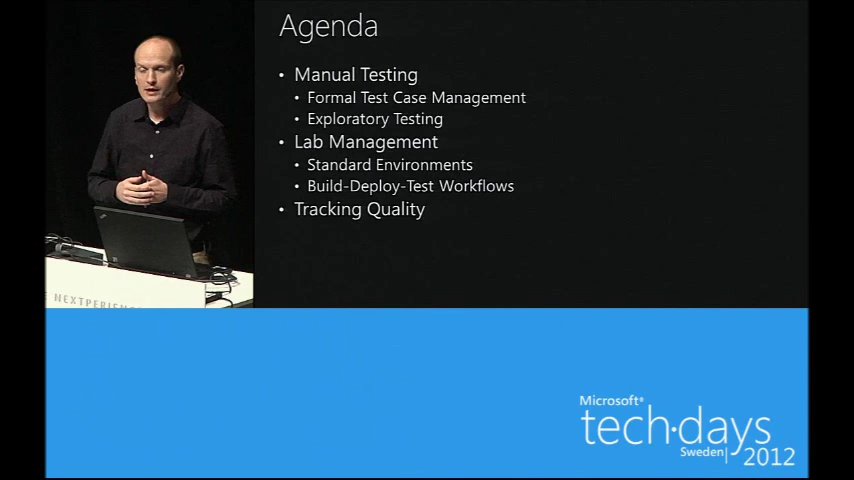 Agenda
• Manual Testing
• Formal Test Case Management
• Exploratory Testing
• Lab Management
• Standard Environments
• Build-Deploy-Test Workflows
• Tracking Quality
NEXTPERIENCE
Microsoft®
tech·days
Sweden| 2012